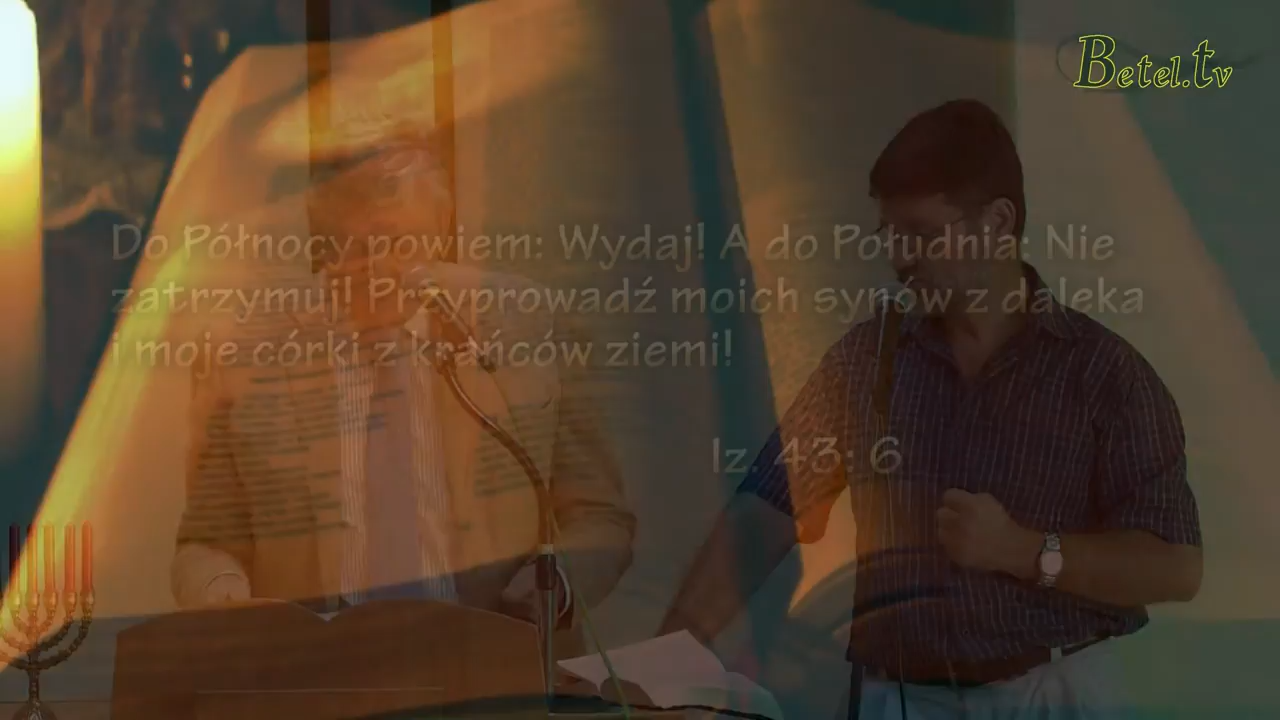 Betel.tv
Do Północy powiem: Wydaj! A do Południa: Nie
zatrzymuj! Przyprowadź moich synów z daleka
i moje córki z krańców ziemi!
Iz. 43: 6